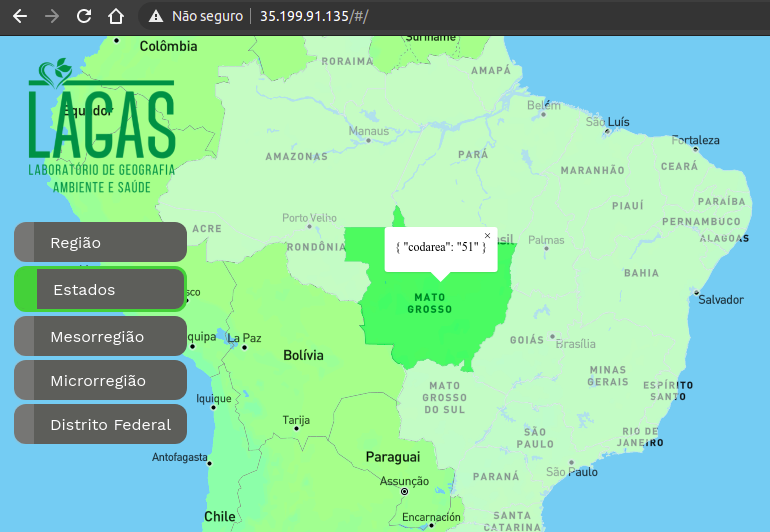 Não seguro
35.199.91.135/#/
Colômbia
Suriname
RORAIMA
AMAPÁ
Equador
LAGAS
LABORATÓRIO DE GEOGRAFIA
AMBIENTE E SAÚDE
Belém
São Luís
Manaus
Fortaleza
AMAZONAS
PARÁ
CEARÁ
MARANHÃO
PARAÍBA
PIAUÍ
PERNAMBUCO
Porto Velho
ACRE
ALAGOAS
Região
RONDÔNIA
{ "codarea": "51" }
×
sil
Palmas
BAHIA
Estados
sco
MATO
GROSSO
Salvador
Mesorregião
quipa
La Paz
GOIÁS
Brasília
Bolívia
MINAS
GERAIS
Microrregião
MATO
GROSSO
DO SUL
ESPÍRITO
SANTO
Iquique
Distrito Federal
Tarija
SÃO
PAULO
RIO DE
JANEIRO
Antofagasta
Paraguai
São Paulo
PARANÁ
Assunção
Chile
Encarnación
SANTA
CATARINA